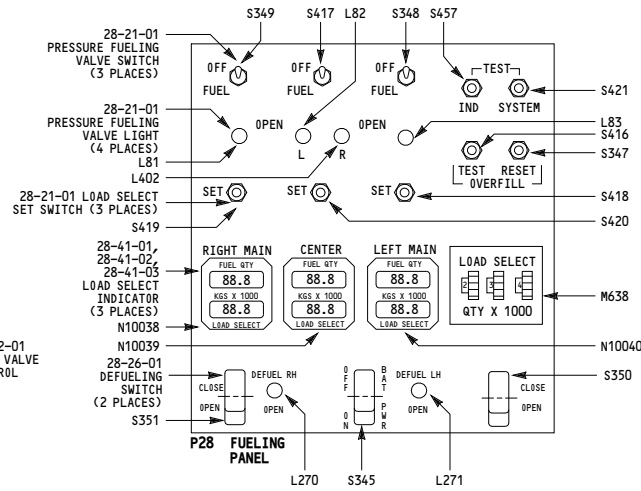 S349 S417 L82 S348 S457
28-21-01
PRESSURE FUELING
VALVE SWITCH
(3 PLACES)
OFF
FUEL
OFF
FUEL
OFF
FUEL
TEST
IND SYSTEM
S421
28-21-01
PRESSURE FUELING
VALVE LIGHT
(4 PLACES)
L81
L402
OPEN
L R
OPEN
L83
S416
S347
TEST RESET
OVERFILL
28-21-01 LOAD SELECT
SET SWITCH (3 PLACES)
S419
SET
SET
SET
S418
S420
28-41-01,
28-41-02,
28-41-03
LOAD SELECT
INDICATOR
(3 PLACES)
N10038
N10039
RIGHT MAIN
FUEL QTY
88.8
KGS X 1000
88.8
LOAD SELECT
CENTER
FUEL QTY
88.8
KGS X 1000
88.8
LOAD SELECT
LEFT MAIN
FUEL QTY
88.8
KGS X 1000
88.8
LOAD SELECT
LOAD SELECT
2 3 4
QTY X 1000
M638
N10040
2-01
VALVE
ROL
28-26-01
DEFUELING
SWITCH
(2 PLACES)
CLOSE
OPEN
S351
DEFUEL RH
OPEN
OFF
ON
BAT
PWR
DEFUEL LH
OPEN
CLOSE
OPEN
S350
P28 FUELING
PANEL
L270 S345 L271